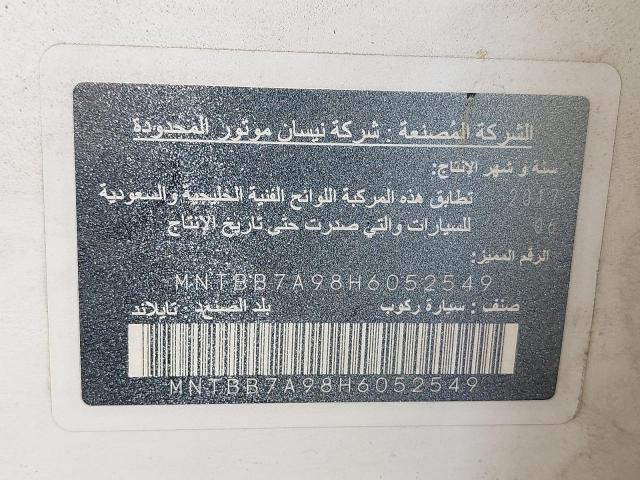 الشركة المصنعة : شركة نيسان موتور المحدودة
سنة و شهر الإنتاج:
2017 تطابق هذه المركبة اللوائح الفنية الخليجية والسعودية
06 للسيارات والتي صدرت حتى تاريخ الإنتاج
الرقم المميز:
MNTBB7A98H6052549
صنف : سيارة ركوب بلد الصنع: تايلاند
MNTBB7A98H6052549